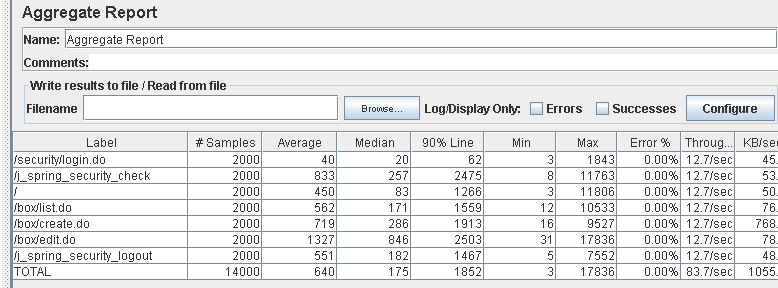 Aggregate Report
Name: Aggregate Report
Comments:
Write results to file / Read from file
Filename Browse... Log/Display Only: Errors Successes Configure
Label # Samples Average Median 90% Line Min Max Error % Throug... KB/sec
/security/login.do 2000 40 20 62 3 1843 0.00% 12.7/sec 45.
/j_spring_security_check 2000 833 257 2475 8 11763 0.00% 12.7/sec 53.
/ 2000 450 83 1266 3 11806 0.00% 12.7/sec 50.
/box/list.do 2000 562 171 1559 12 10533 0.00% 12.7/sec 76.
/box/create.do 2000 719 286 1913 16 9527 0.00% 12.7/sec 768.
/box/edit.do 2000 1327 846 2503 31 17836 0.00% 12.7/sec 78.
/j_spring_security_logout 2000 551 182 1467 5 7552 0.00% 12.7/sec 48.
TOTAL 14000 640 175 1852 3 17836 0.00% 83.7/sec 1055.